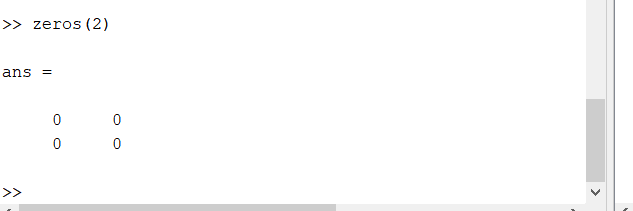 >> zeros(2)
ans =
0 0
0 0
>>